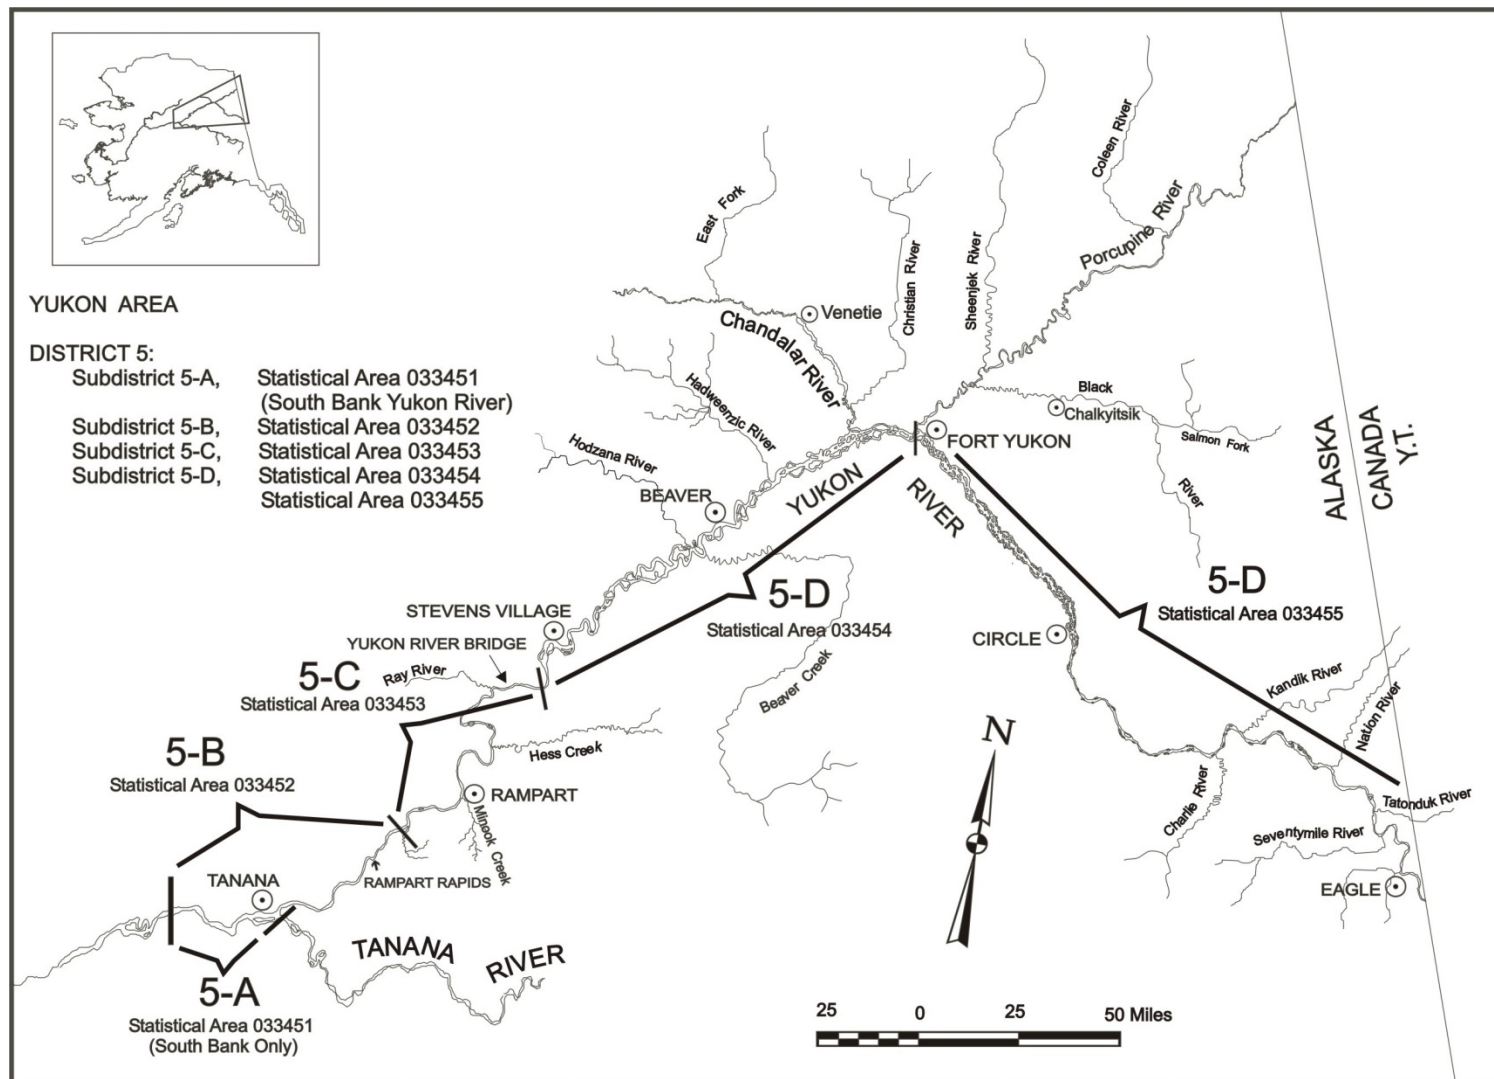 YUKON AREA
DISTRICT 5:
Subdistrict 5-A, Statistical Area 033451
(South Bank Yukon River)
Subdistrict 5-B, Statistical Area 033452
Subdistrict 5-C, Statistical Area 033453
Subdistrict 5-D, Statistical Area 033454
Statistical Area 033455
East Fork
Venetie
Chandalar River
Christian River
Sheenjek River
Coleen River
Porcupine River
Hadweenzic River
Hodzana River
BEAVER
YUKON
RIVER
FORT YUKON
Black
Chalkyitsik
Salmon Fork
River
ALASKA
CANADA
Y.T.
5-D
Statistical Area 033455
5-D
Statistical Area 033454
STEVENS VILLAGE
YUKON RIVER BRIDGE
Ray River
5-C
Statistical Area 033453
CIRCLE
Beaver Creek
Kandik River
Nation River
Hess Creek
5-B
Statistical Area 033452
RAMPART
Minook Creek
RAMPART RAPIDS
N
Charlie River
Tatonduk River
Seventymile River
EAGLE
TANANA
TANANA
RIVER
5-A
Statistical Area 033451
(South Bank Only)
25 0 25 50 Miles